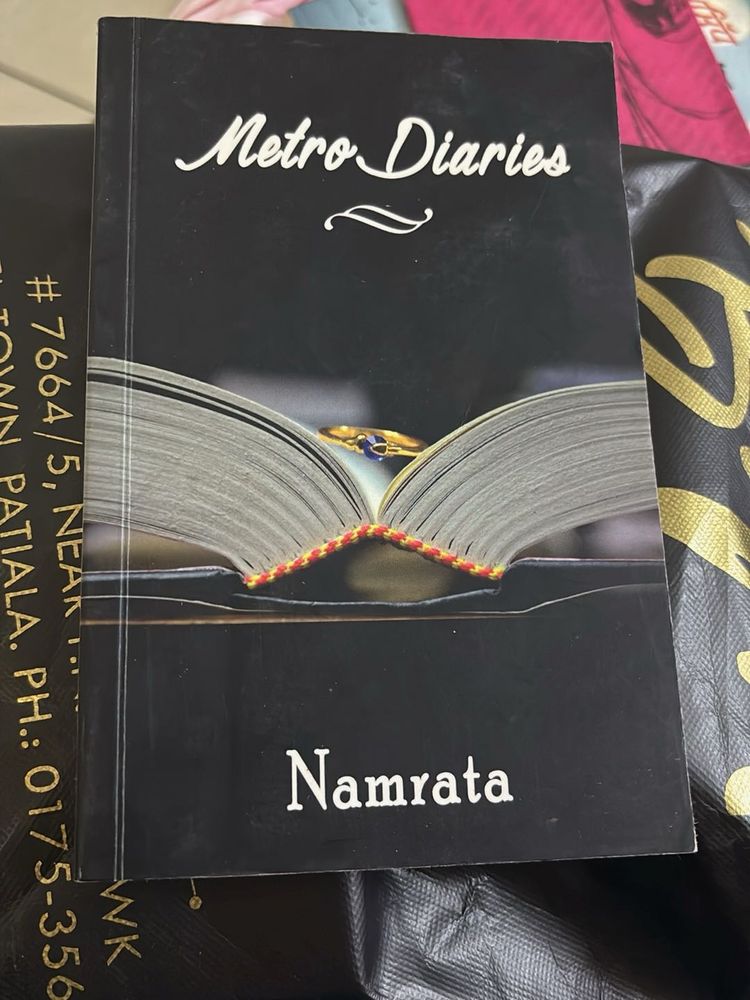 Metro Diaries
Namrata
# 7664/5, NEAR
TOWN, PATIALA. PH.: 0175-356